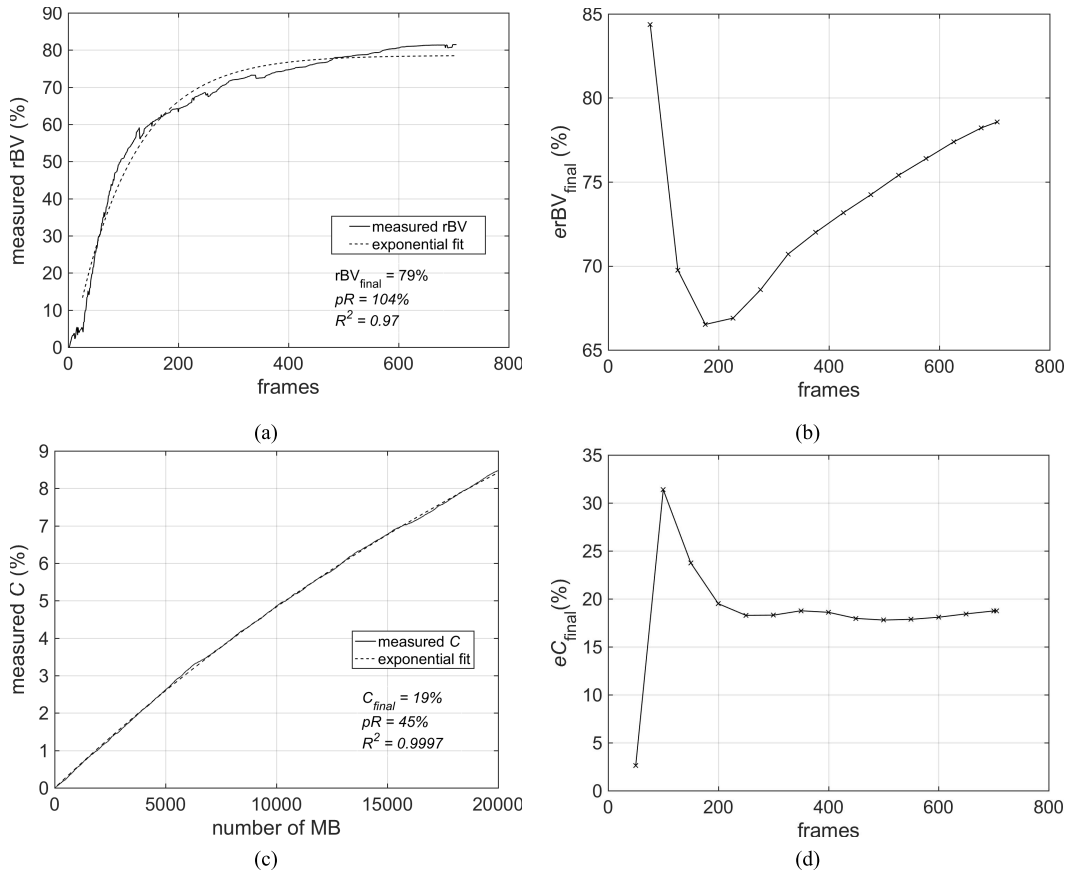 90
80
70
60
50
40
30
20
10
0
measured rBV (%)
0 200 400 600 800
frames
measured rBV
exponential fit
rBVfinal = 79%
pR = 104%
R2 = 0.97
(a)
85
80
75
70
65
erBVfinal (%)
0 200 400 600 800
frames
(b)
9
8
7
6
5
4
3
2
1
0
measured C (%)
0 5000 10000 15000 20000
number of MB
measured C
exponential fit
Cfinal = 19%
pR = 45%
R2 = 0.9997
(c)
35
30
25
20
15
10
5
0
eCfinal(%)
0 200 400 600 800
frames
(d)